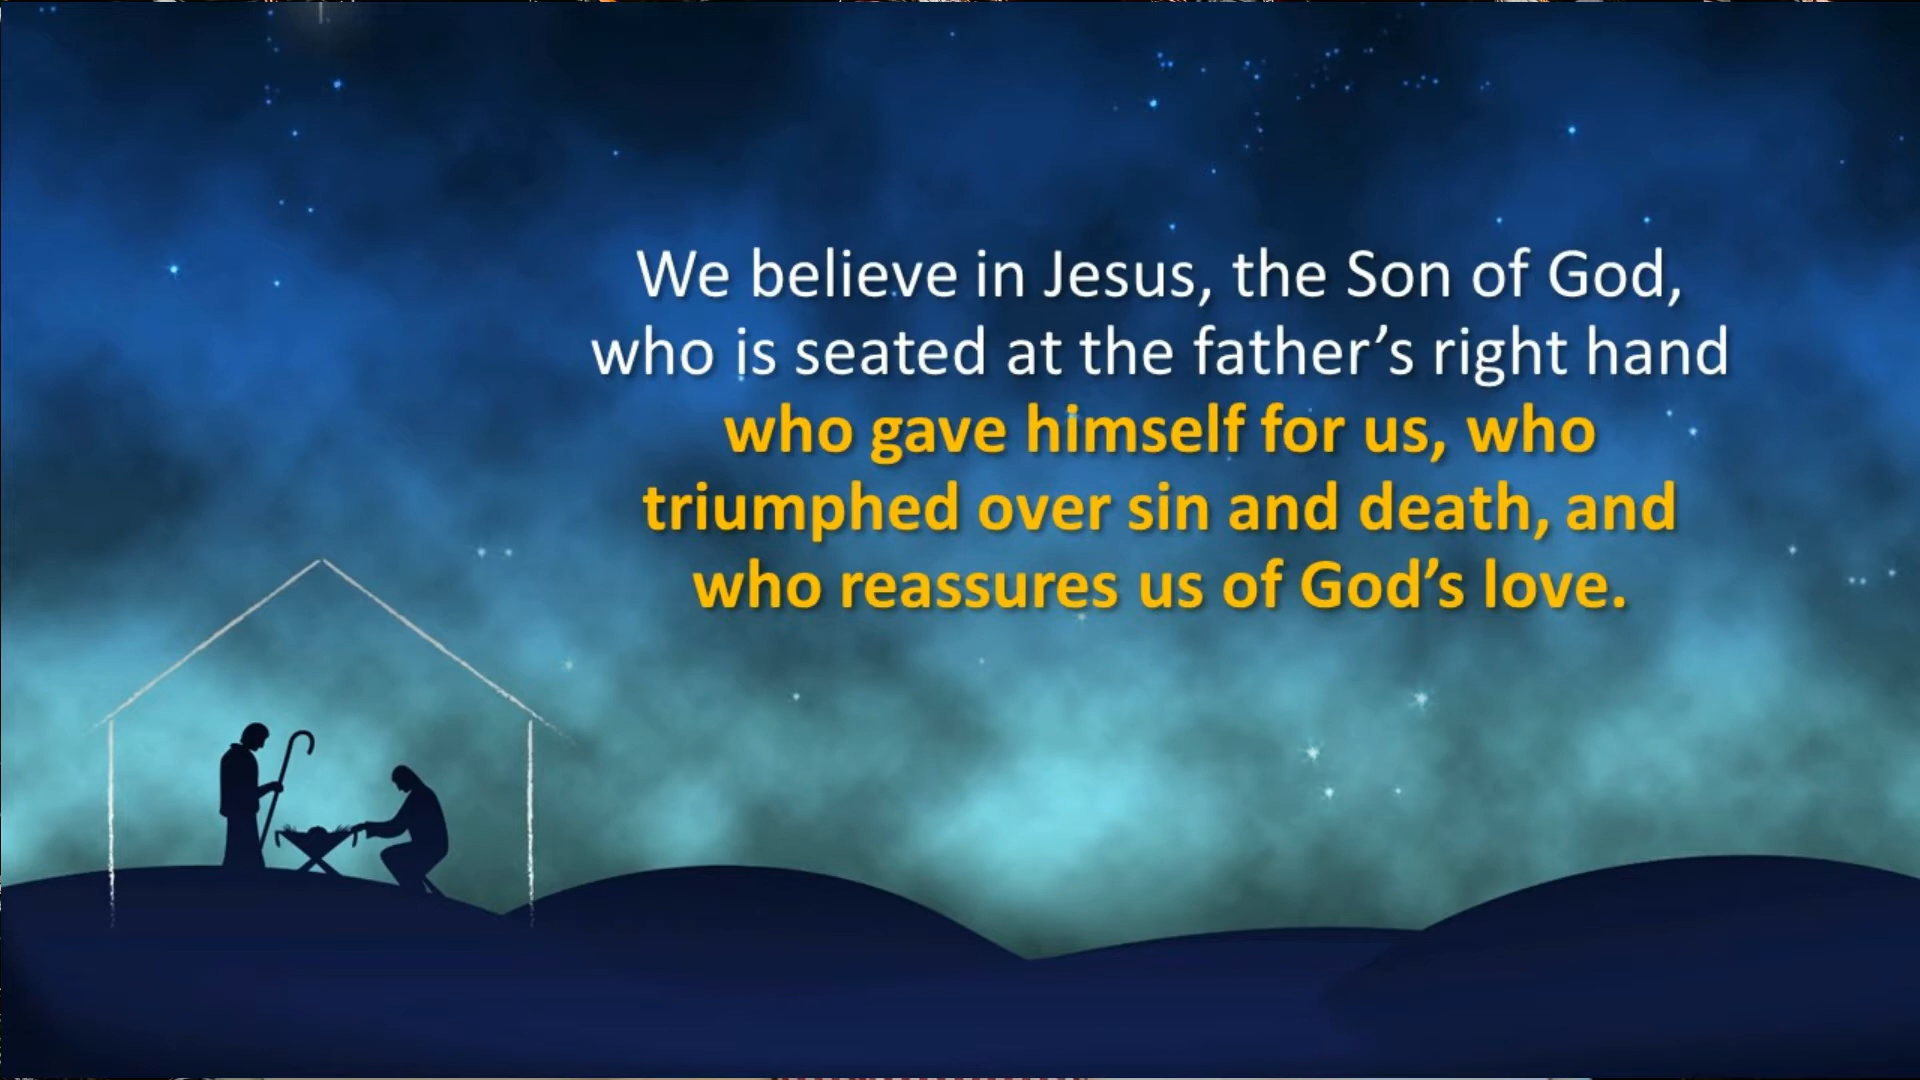 We believe in Jesus, the Son of God,
who is seated at the father’s right hand
who gave himself for us, who
triumphed over sin and death, and
who reassures us of God’s love.